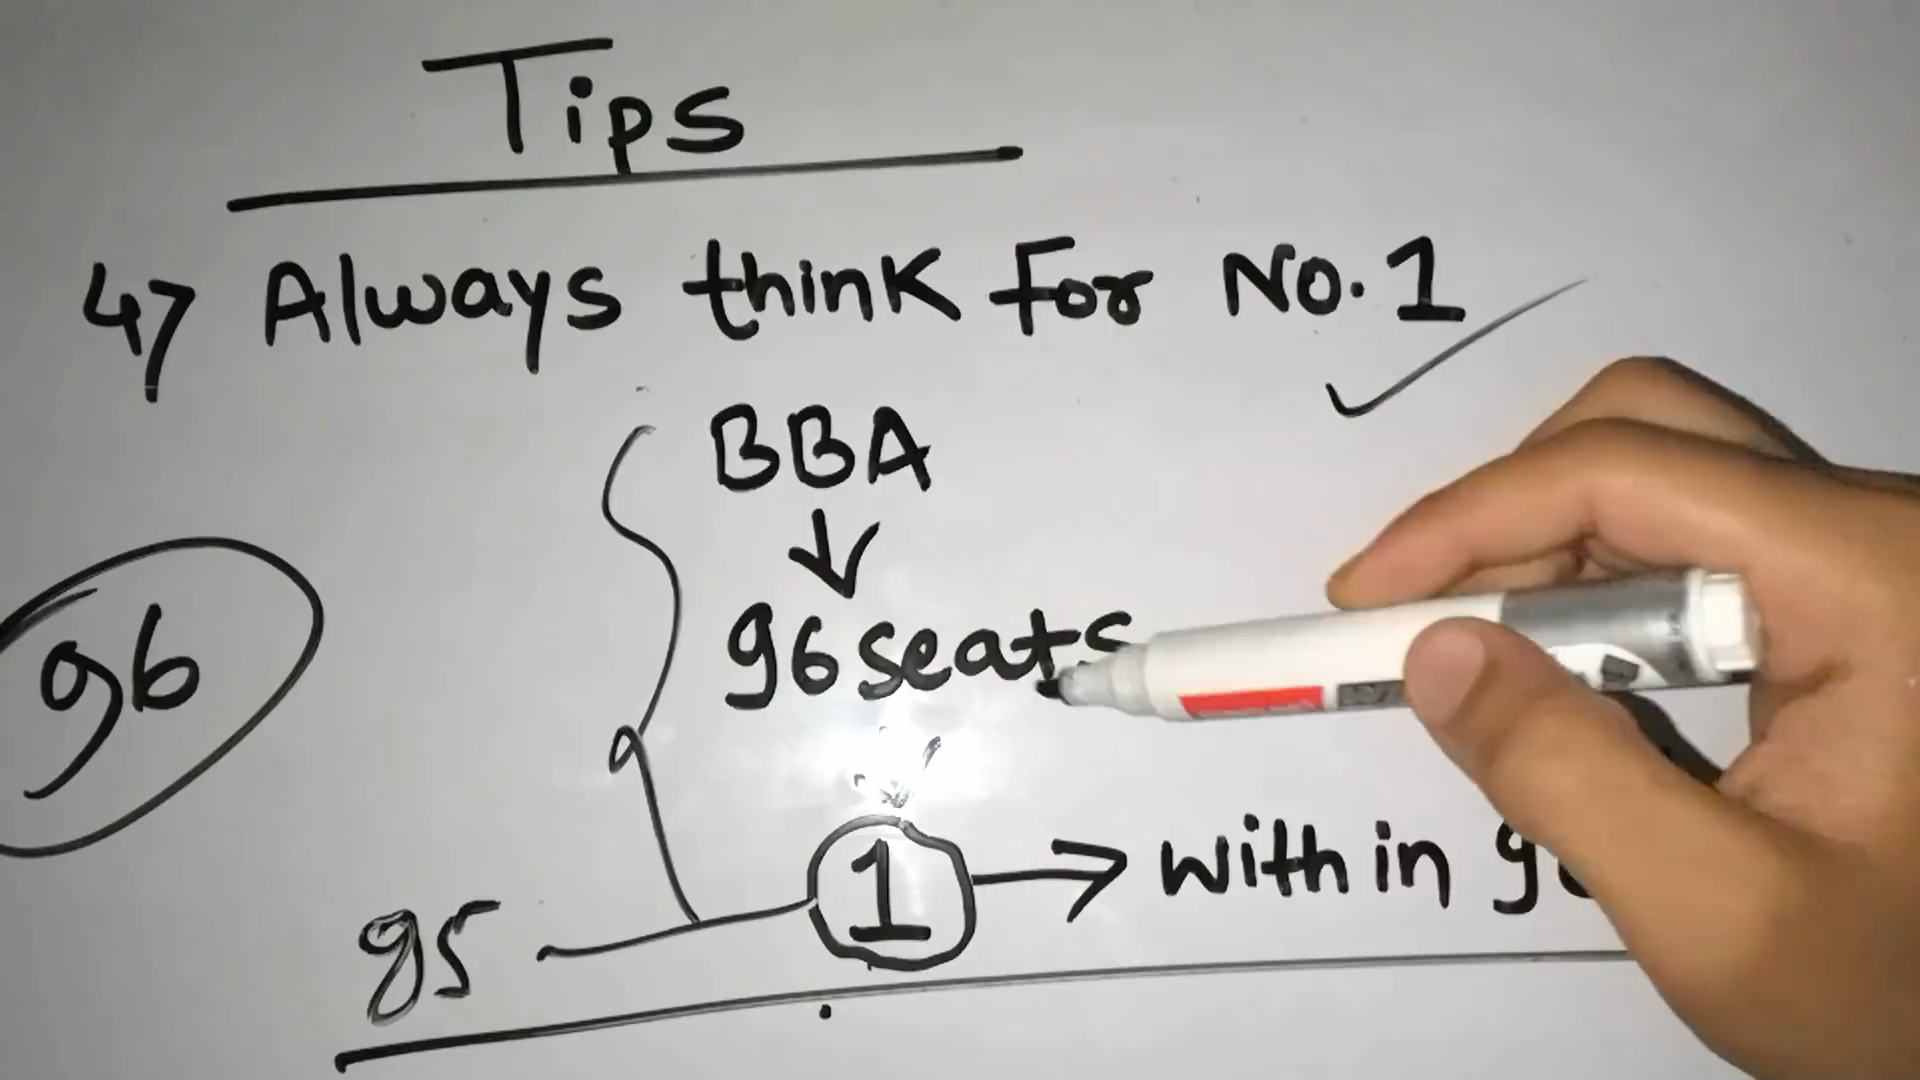 Tips
4) Always think for No. 1
BBA
96 seats
96
1 → with in
95